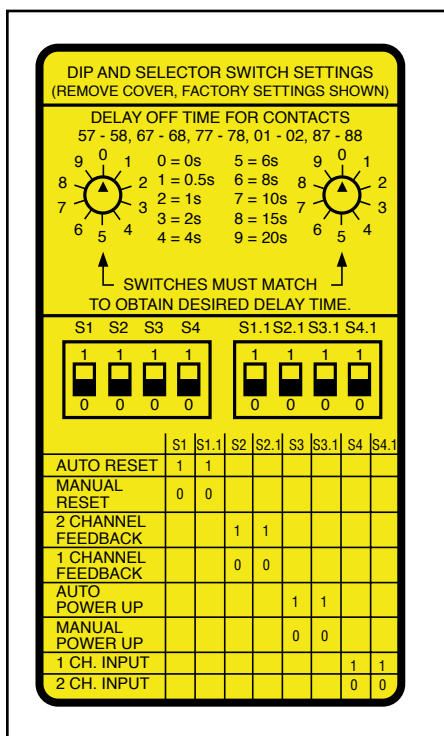 DIP AND SELECTOR SWITCH SETTINGS
(REMOVE COVER, FACTORY SETTINGS SHOWN)
DELAY OFF TIME FOR CONTACTS
57 - 58, 67 - 68, 77 - 78, 01 - 02, 87 - 88
0 1 2 3 4 5 6 7 8 9
0 = 0s 5 = 6s
1 = 0.5s 6 = 8s
2 = 1s 7 = 10s
3 = 2s 8 = 15s
4 = 4s 9 = 20s
0 1 2 3 4 5 6 7 8 9
SWITCHES MUST MATCH
TO OBTAIN DESIRED DELAY TIME.
S1 S2 S3 S4 S1.1 S2.1 S3.1 S4.1
1 1 1 1 1 1 1 1
0 0 0 0 0 0 0 0
S1 S1.1 S2 S2.1 S3 S3.1 S4 S4.1
AUTO RESET 1 1
MANUAL
RESET 0 0
2 CHANNEL
FEEDBACK 1 1
1 CHANNEL
FEEDBACK 0 0
AUTO
POWER UP 1 1
MANUAL
POWER UP 0 0
1 CH. INPUT 1 1
2 CH. INPUT 0 0